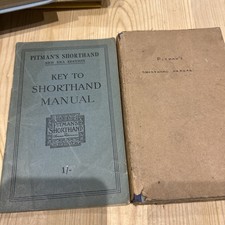 PITMAN'S SHORTHAND
NEW ERA EDITION
KEY TO
SHORTHAND
MANUAL
PITMAN'S
SHORTHAND
1/-
PITMAN'S